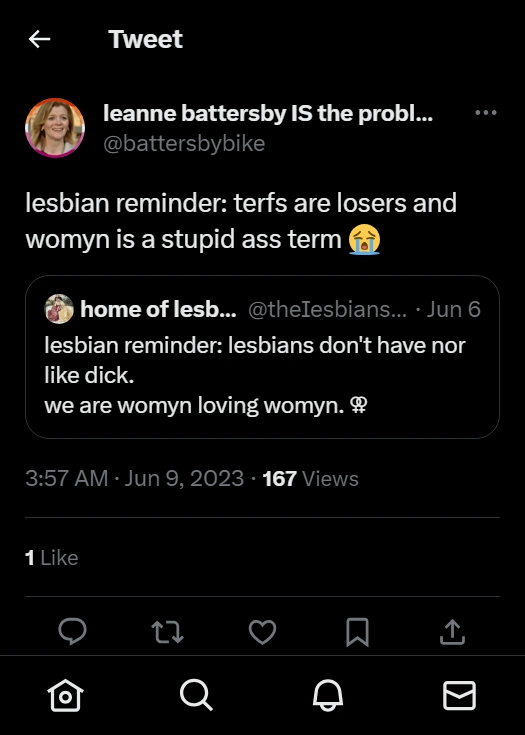 Tweet
leanne battersby IS the probl...
@battersbybike
lesbian reminder: terfs are losers and
womyn is a stupid ass term 😭
home of lesb... @theIesbians... · Jun 6
lesbian reminder: lesbians don't have nor
like dick.
we are womyn loving womyn. ⚢
3:57 AM · Jun 9, 2023 · 167 Views
1 Like